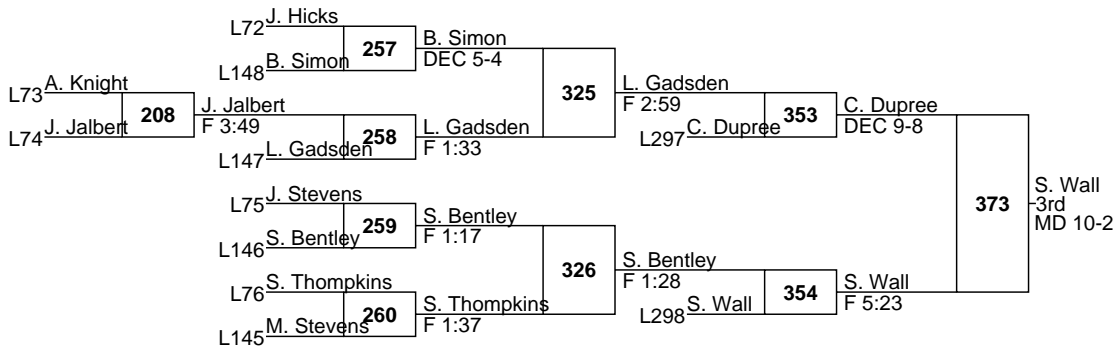 J. Hicks
L72
257
B. Simon
DEC 5-4
B. Simon
L148
A. Knight
L73
208
J. Jalbert
F 3:49
J. Jalbert
L74
258
L. Gadsden
F 1:33
L. Gadsden
L147
325
L. Gadsden
F 2:59
353
C. Dupree
DEC 9-8
C. Dupree
L297
J. Stevens
L75
259
S. Bentley
F 1:17
S. Bentley
L146
326
S. Bentley
F 1:28
S. Thompkins
L76
260
S. Thompkins
F 1:37
M. Stevens
L145
354
S. Wall
F 5:23
S. Wall
L298
373
S. Wall
3rd
MD 10-2